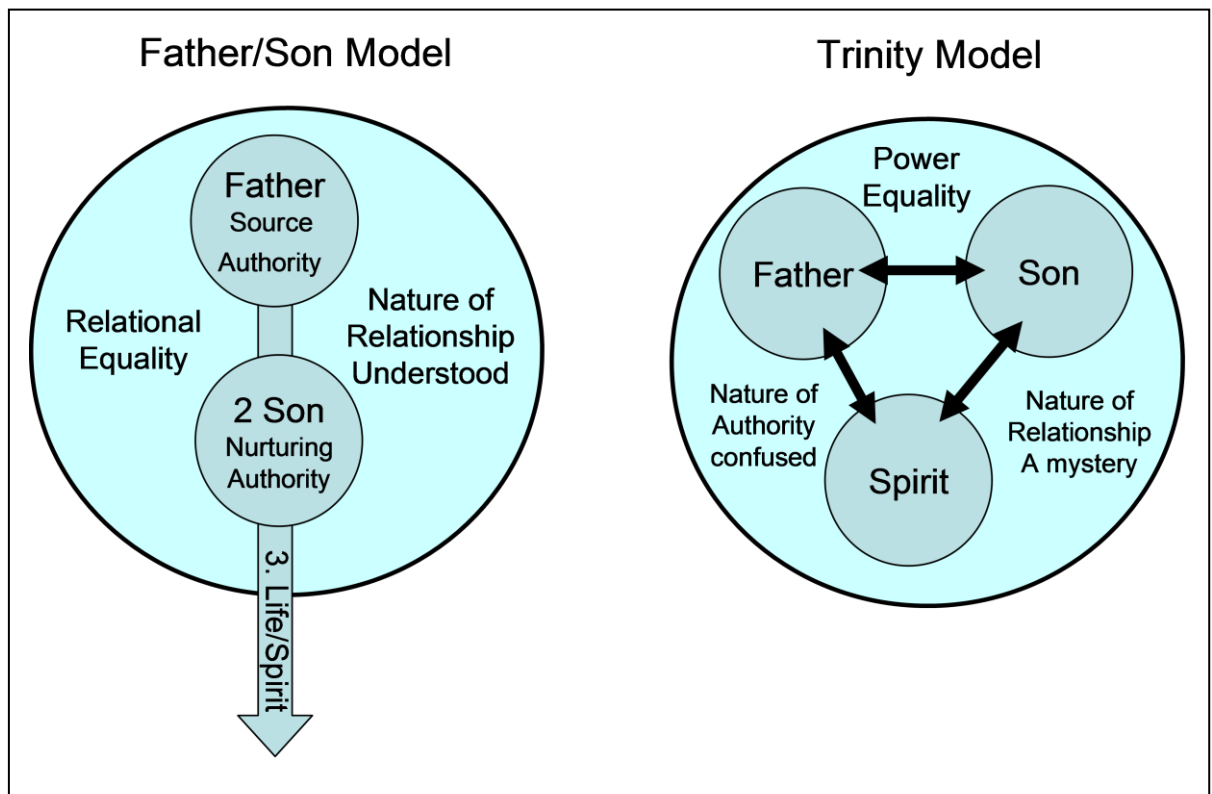 Father/Son Model
Father
Source
Authority
Relational
Equality
Nature of
Relationship
Understood
2 Son
Nurturing
Authority
3. Life/Spirit
Trinity Model
Power
Equality
Father
Son
Nature of
Authority
confused
Nature of
Relationship
A mystery
Spirit